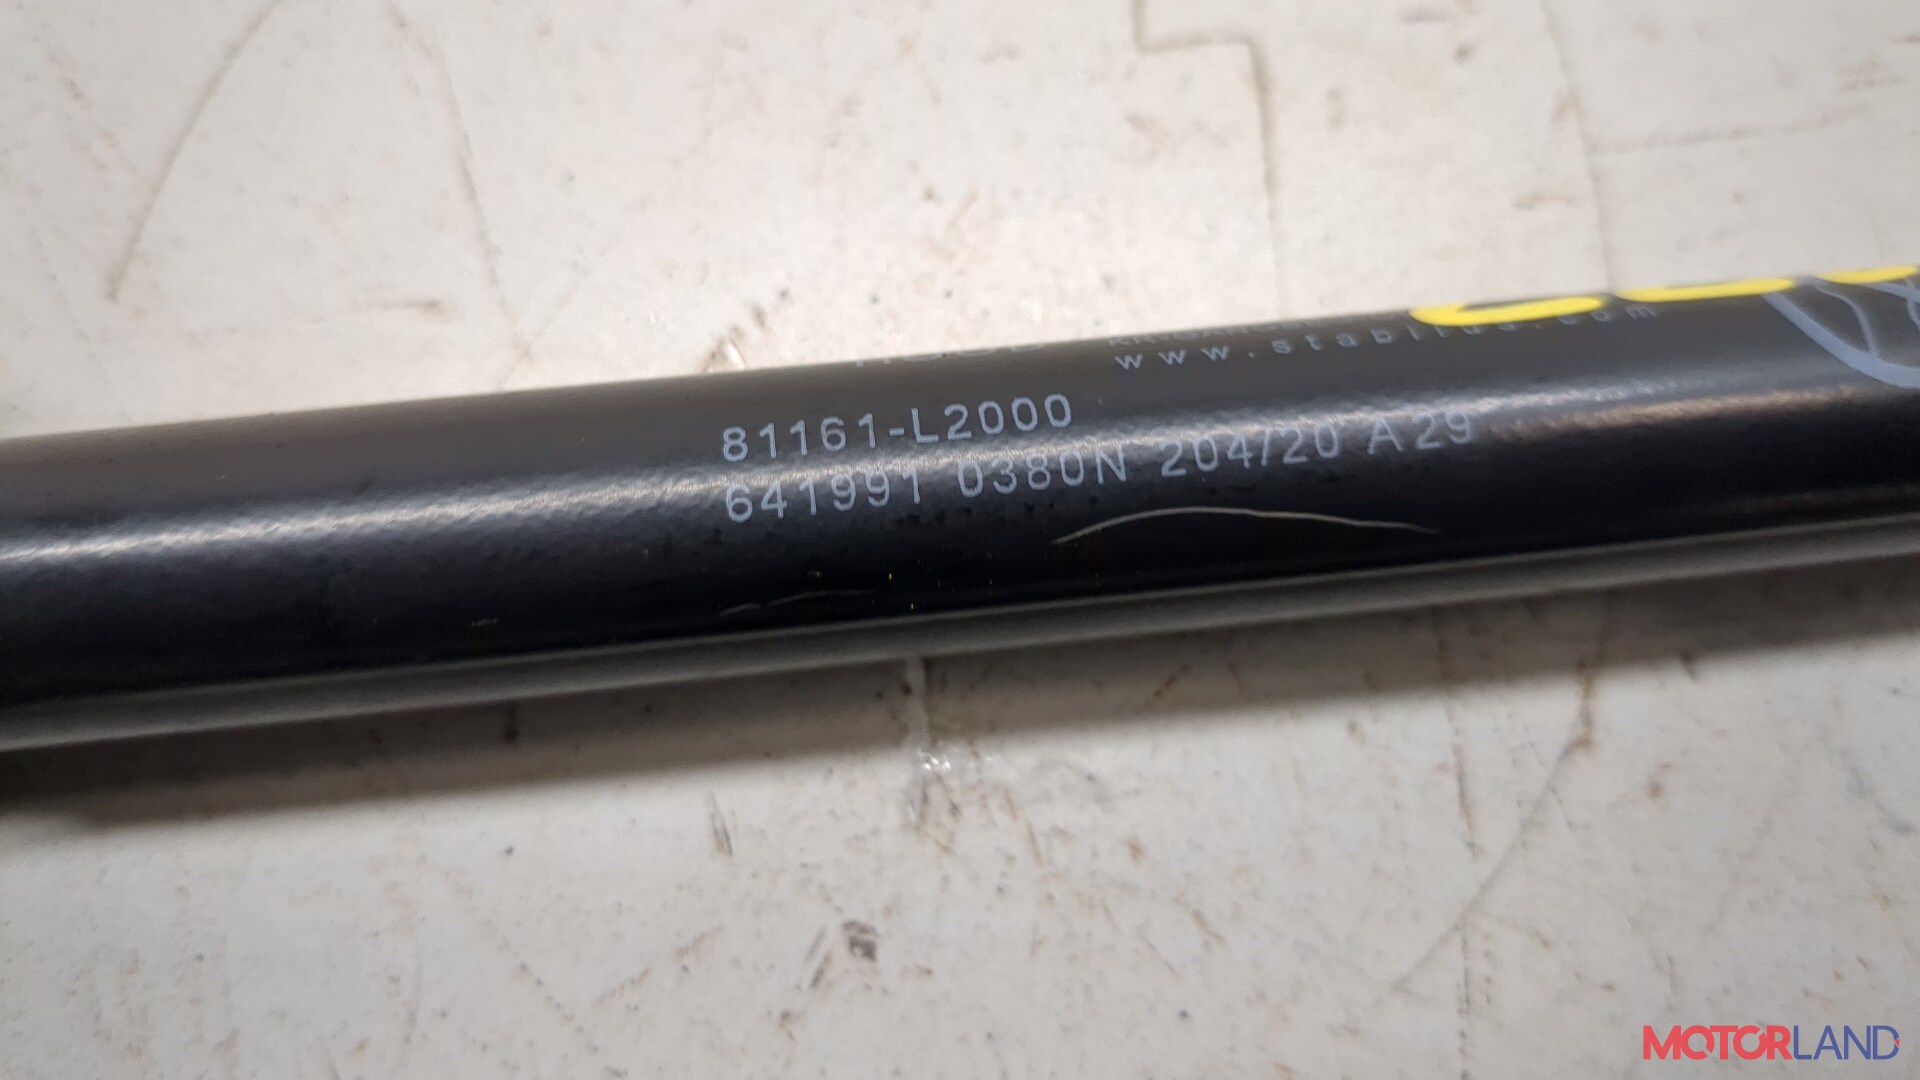 www.stabilus.com
81161-L2000
641991 0380N 204/20 A29
MOTORLAND